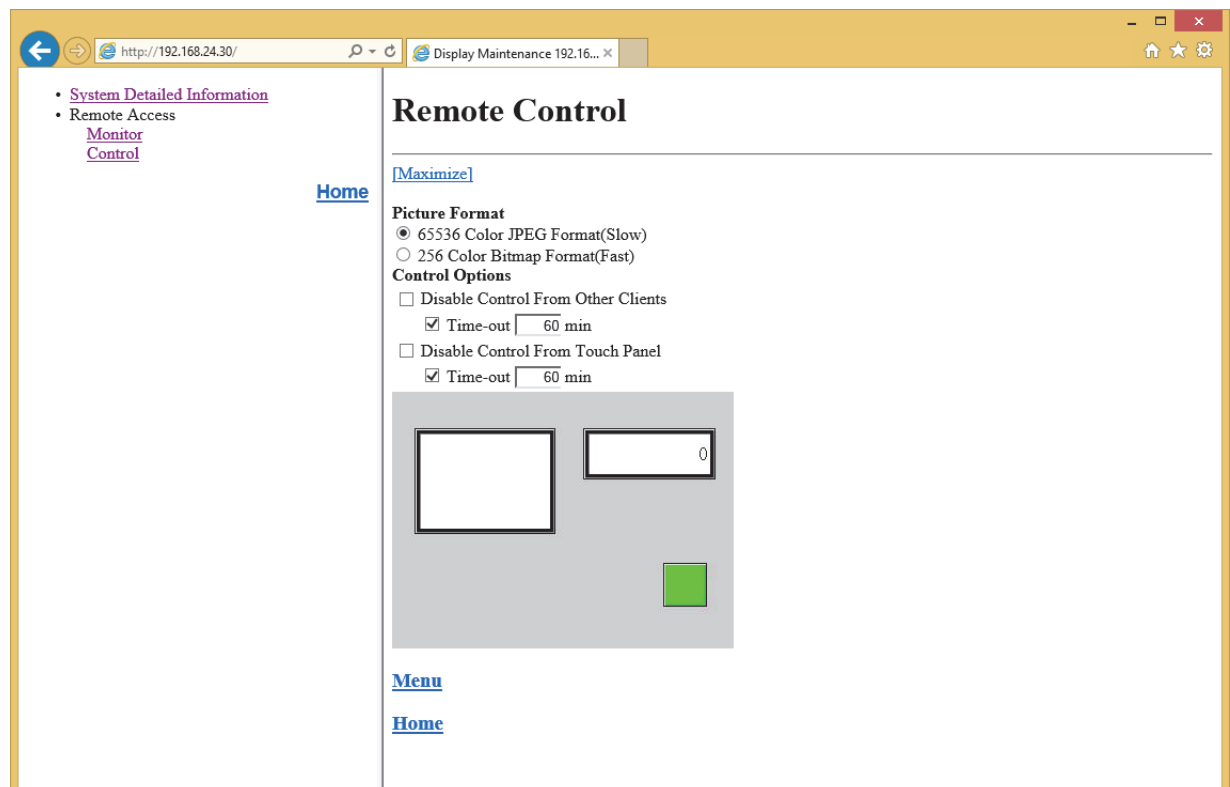 http://192.168.24.30/
Display Maintenance 192.16...
• System Detailed Information
• Remote Access
Monitor
Control
Home
Remote Control
[Maximize]
Picture Format
65536 Color JPEG Format(Slow)
256 Color Bitmap Format(Fast)
Control Options
Disable Control From Other Clients
Time-out 60 min
Disable Control From Touch Panel
Time-out 60 min
0
Menu
Home